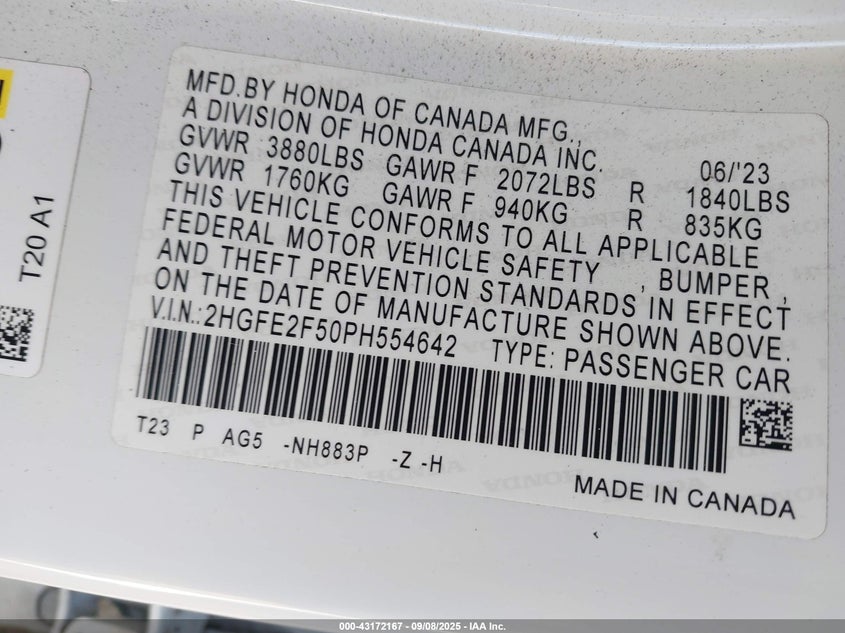 MFD.BY HONDA OF CANADA MFG.,
A DIVISION OF HONDA CANADA INC. 06/'23
GVWR 3880LBS GAWR F 2072LBS R 1840LBS
GVWR 1760KG GAWR F 940KG R 835KG
THIS VEHICLE CONFORMS TO ALL APPLICABLE
FEDERAL MOTOR VEHICLE SAFETY , BUMPER ,
AND THEFT PREVENTION STANDARDS IN EFFECT
ON THE DATE OF MANUFACTURE SHOWN ABOVE.
V.I.N.:2HGFE2F50PH554642 TYPE: PASSENGER CAR
T23 P AG5 -NH883P -Z -H
MADE IN CANADA
T20 A1
000-43172167 - 09/08/2025 - IAA Inc.